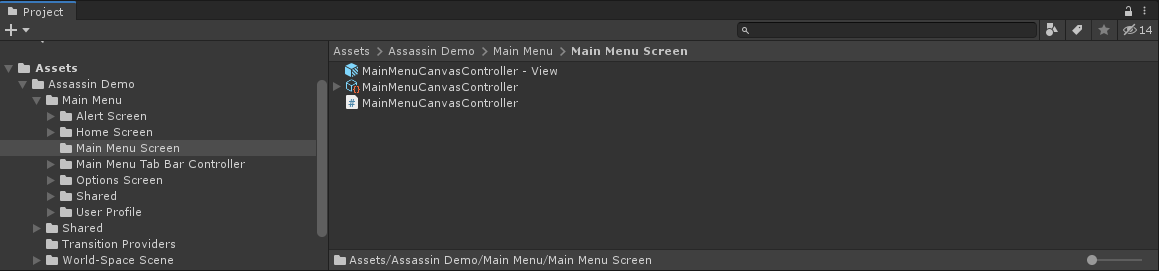 Project
14
Assets
Assassin Demo
Main Menu
Alert Screen
Home Screen
Main Menu Screen
Main Menu Tab Bar Controller
Options Screen
Shared
User Profile
Shared
Transition Providers
World-Space Scene
Assets > Assassin Demo > Main Menu > Main Menu Screen
MainMenuCanvasController - View
MainMenuCanvasController
# MainMenuCanvasController
Assets/Assassin Demo/Main Menu/Main Menu Screen